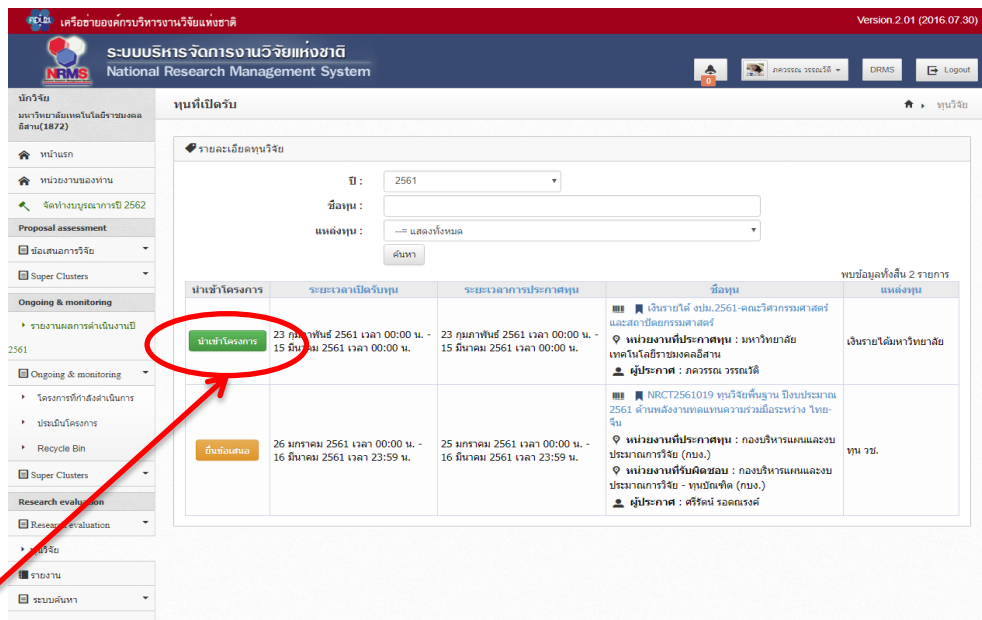 คอบช เครือข่ายองค์กรบริหารงานวิจัยแห่งชาติ
Version.2.01 (2016.07.30)
NRMS
ระบบบริหารจัดการงานวิจัยแห่งชาติ
National Research Management System
0
ภควรรณ วรรณวัติ
DRMS
Logout
นักวิจัย
มหาวิทยาลัยเทคโนโลยีราชมงคล
อีสาน(1872)
หน้าแรก
หน่วยงานของท่าน
จัดทำงบบูรณาการปี 2562
Proposal assessment
ข้อเสนอการวิจัย
Super Clusters
Ongoing & monitoring
รายงานผลการดำเนินงานปี
2561
Ongoing & monitoring
โครงการที่กำลังดำเนินการ
ประเมินโครงการ
Recycle Bin
Super Clusters
Research evaluation
Research evaluation
ทุนวิจัย
รายงาน
ระบบค้นหา
ทุนที่เปิดรับ
ทุนวิจัย
รายละเอียดทุนวิจัย
ปี : 2561
ชื่อทุน :
แหล่งทุน : --= แสดงทั้งหมด
ค้นหา
พบข้อมูลทั้งสิ้น 2 รายการ
นำเข้าโครงการ ระยะเวลาเปิดรับทุน ระยะเวลาการประกาศทุน ชื่อทุน แหล่งทุน
นำเข้าโครงการ
23 กุมภาพันธ์ 2561 เวลา 00:00 น. -
15 มีนาคม 2561 เวลา 00:00 น.
23 กุมภาพันธ์ 2561 เวลา 00:00 น. -
15 มีนาคม 2561 เวลา 00:00 น.
เงินรายได้ งปม.2561-คณะวิศวกรรมศาสตร์
และสถาปัตยกรรมศาสตร์
หน่วยงานที่ประกาศทุน : มหาวิทยาลัย
เทคโนโลยีราชมงคลอีสาน
ผู้ประกาศ : ภควรรณ วรรณวัติ
เงินรายได้มหาวิทยาลัย
ยื่นข้อเสนอ
26 มกราคม 2561 เวลา 00:00 น. -
16 มีนาคม 2561 เวลา 23:59 น.
25 มกราคม 2561 เวลา 00:00 น. -
16 มีนาคม 2561 เวลา 23:59 น.
NRCT2561019 ทุนวิจัยพื้นฐาน ปีงบประมาณ
2561 ด้านพลังงานทดแทนความร่วมมือระหว่าง ไทย-
จีน
หน่วยงานที่ประกาศทุน : กองบริหารแผนและงบ
ประมาณการวิจัย (กบง.)
หน่วยงานที่รับผิดชอบ : กองบริหารแผนและงบ
ประมาณการวิจัย - ทุนบัณฑิต (กบง.)
ผู้ประกาศ : ศรีรัตน์ รอดณรงค์
ทุน วช.